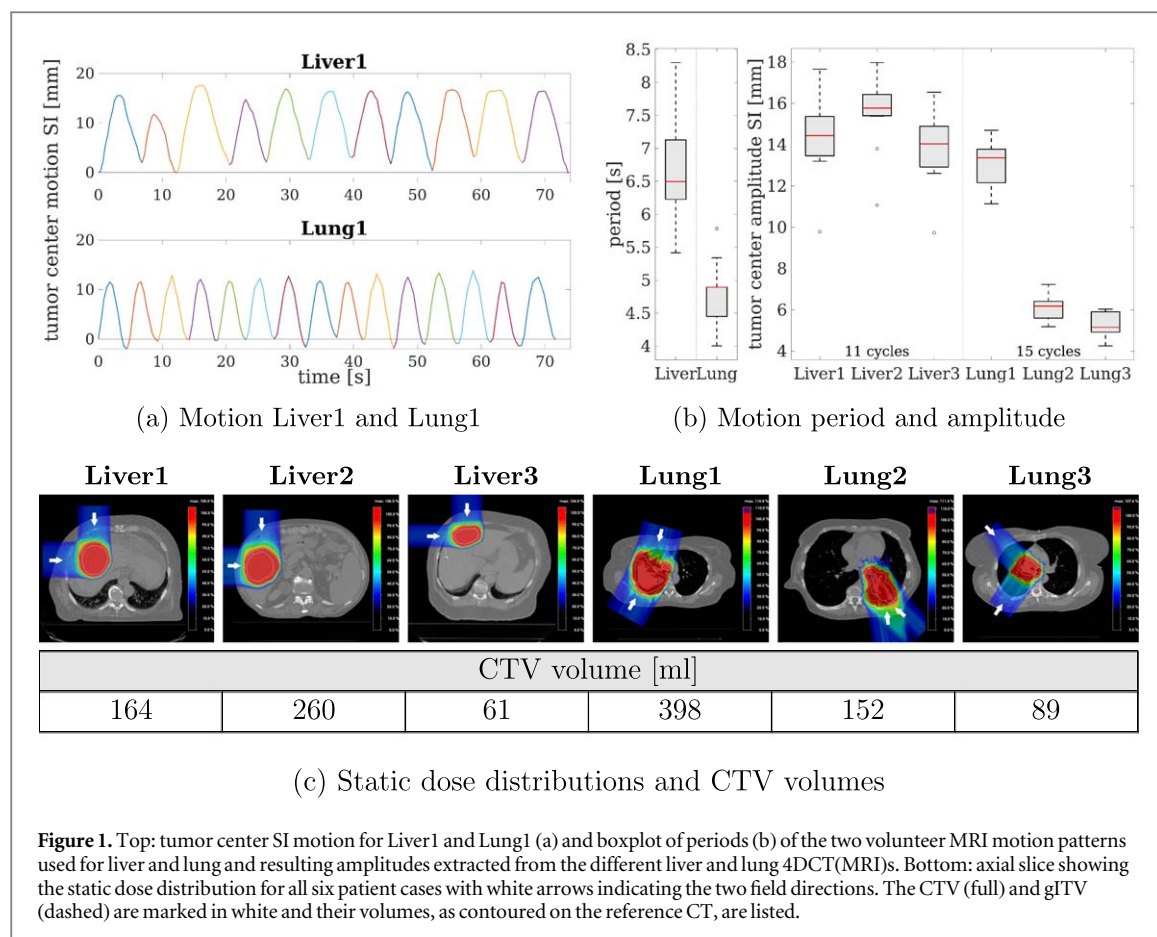 Liver1
tumor center motion SI [mm]
20
10
0
0 10 20 30 40 50 60 70
Lung1
20
10
0
0 10 20 30 40 50 60 70
time [s]
(a) Motion Liver1 and Lung1
period [s]
8.5
8
7.5
7
6.5
6
5.5
5
4.5
4
Liver Lung
tumor center amplitude SI [mm]
18
16
14
12
10
8
6
4
11 cycles 15 cycles
Liver1 Liver2 Liver3 Lung1 Lung2 Lung3
(b) Motion period and amplitude
Liver1 Liver2 Liver3 Lung1 Lung2 Lung3
CTV volume [ml]
164 260 61 398 152 89
(c) Static dose distributions and CTV volumes
Figure 1. Top: tumor center SI motion for Liver1 and Lung1 (a) and boxplot of periods (b) of the two volunteer MRI motion patterns
used for liver and lung and resulting amplitudes extracted from the different liver and lung 4DCT(MRI)s. Bottom: axial slice showing
the static dose distribution for all six patient cases with white arrows indicating the two field directions. The CTV (full) and gITV
(dashed) are marked in white and their volumes, as contoured on the reference CT, are listed.